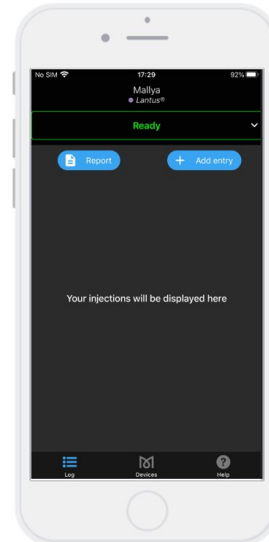 No SIM 17:29 92%
Mallya
Lantus®
Ready
Report + Add entry
Your injections will be displayed here
Log Devices Help